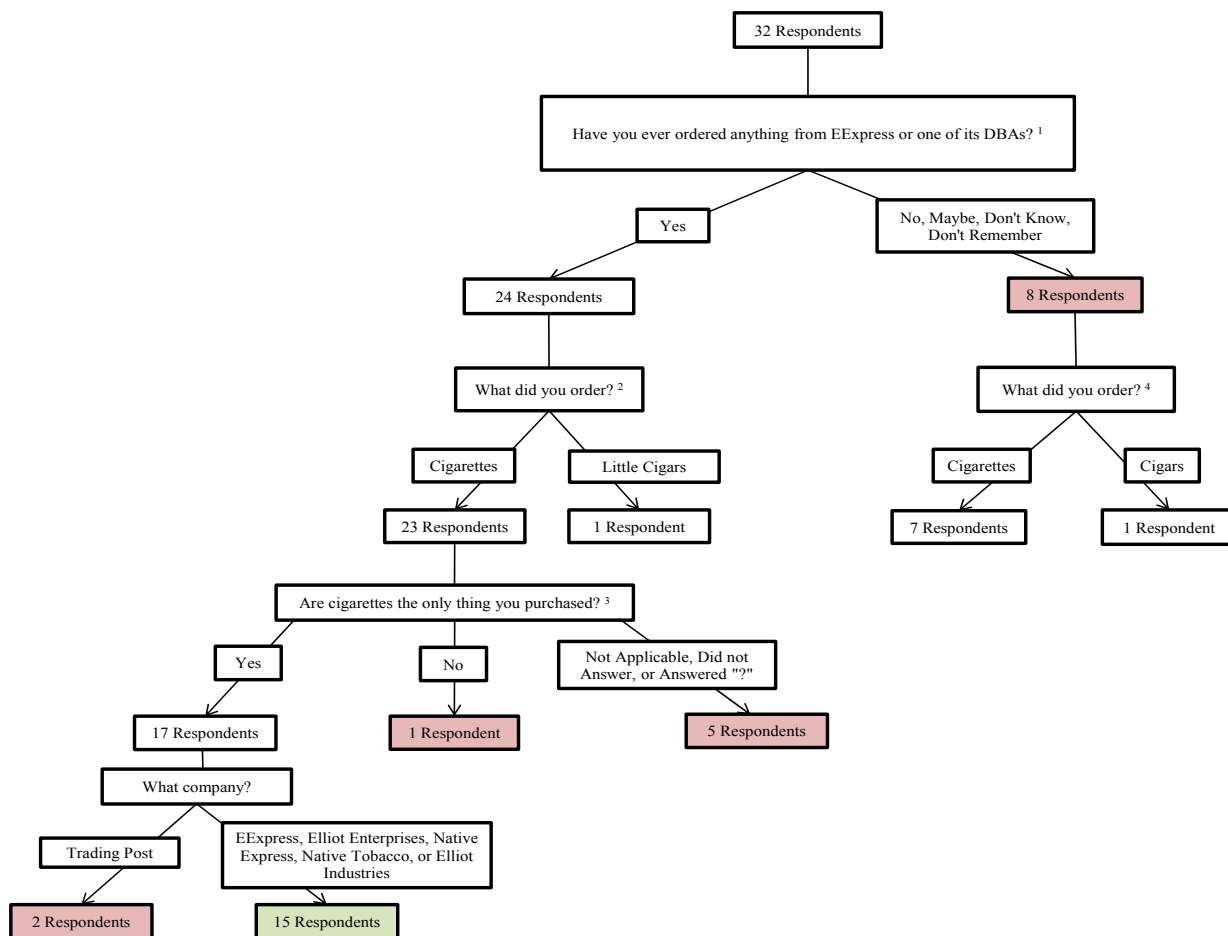 32 Respondents
Have you ever ordered anything from EExpress or one of its DBAs? 1
Yes
No, Maybe, Don't Know,
Don't Remember
24 Respondents
8 Respondents
What did you order? 2
What did you order? 4
Cigarettes
Little Cigars
Cigarettes
Cigars
23 Respondents
1 Respondent
7 Respondents
1 Respondent
Are cigarettes the only thing you purchased? 3
Yes
No
Not Applicable, Did not
Answer, or Answered "?"
17 Respondents
1 Respondent
5 Respondents
What company?
Trading Post
EExpress, Elliot Enterprises, Native
Express, Native Tobacco, or Elliot
Industries
2 Respondents
15 Respondents